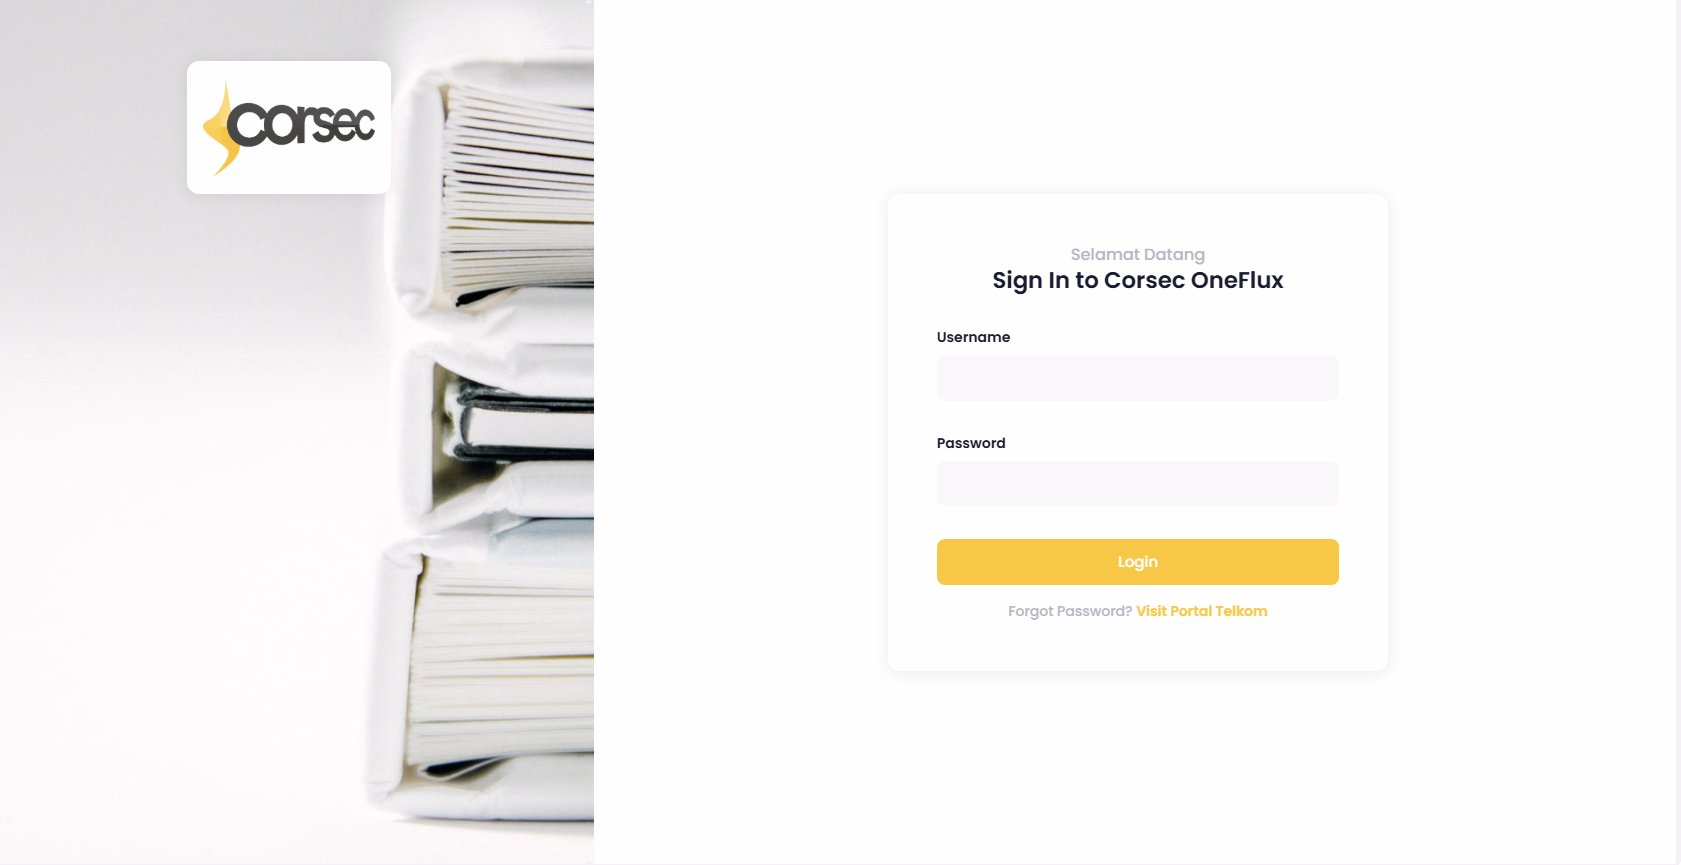 corsec
Selamat Datang
Sign In to Corsec OneFlux
Username
Password
Login
Forgot Password? Visit Portal Telkom